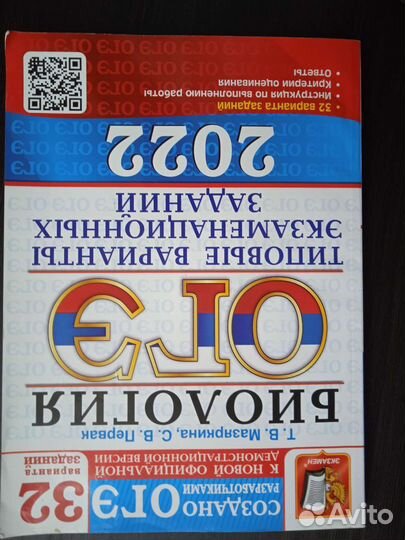 СОЗДАНО
РАЗРАБОТЧИКАМИ
ОГЭ
32
варианта
заданий
К НОВОЙ ОФИЦИАЛЬНОЙ
ДЕМОНСТРАЦИОННОЙ ВЕРСИИ
ЭКЗАМЕН
Т. В. Мазяркина, С. В. Первак
БИОЛОГИЯ
ОГЭ
ТИПОВЫЕ ВАРИАНТЫ
ЭКЗАМЕНАЦИОННЫХ
ЗАДАНИЙ
2022
• 32 варианта заданий
• Инструкция по выполнению работы
• Критерии оценивания
• Ответы
Avito